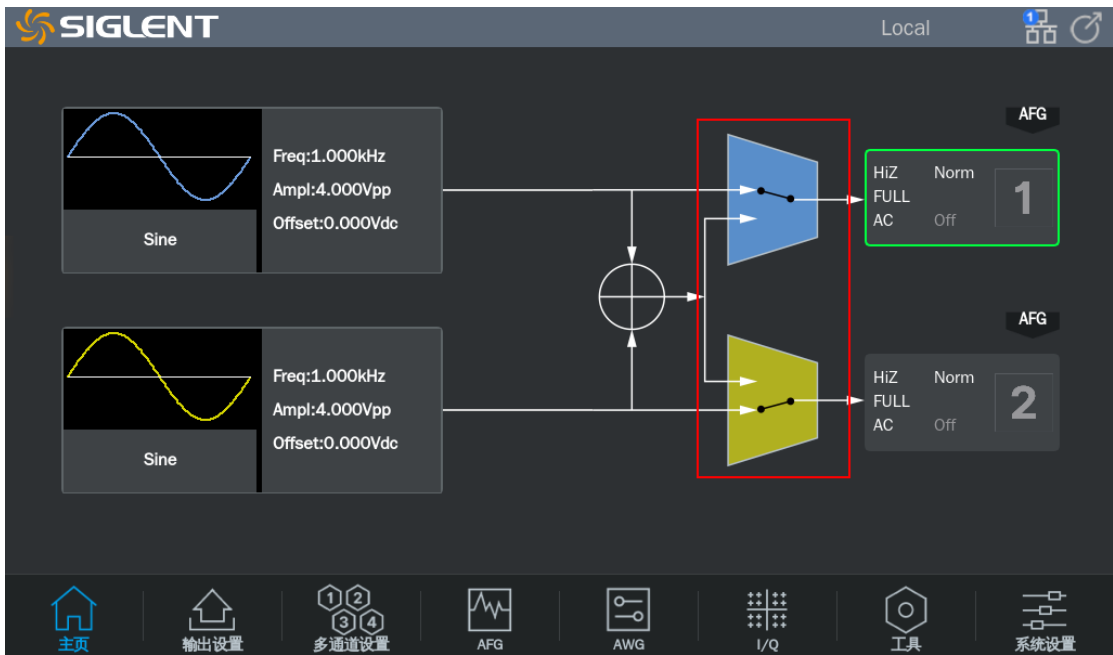 SIGLENT
Local
1
AFG
Freq:1.000kHz
Ampl:4.000Vpp
Offset:0.000Vdc
Sine
HiZ Norm
FULL
AC Off
1
AFG
Freq:1.000kHz
Ampl:4.000Vpp
Offset:0.000Vdc
Sine
HiZ Norm
FULL
AC Off
2
1 2
3 4
主页 输出设置 多通道设置 AFG AWG I/Q 工具 系统设置